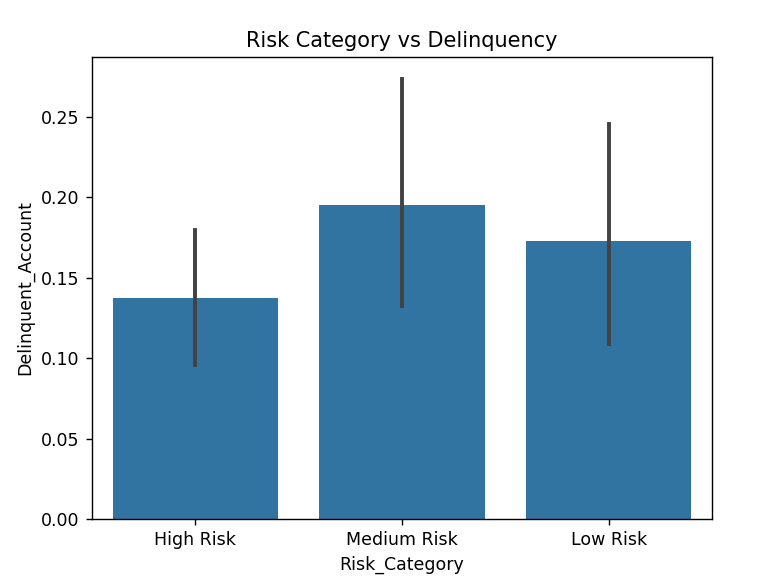 Risk Category vs Delinquency
Delinquent_Account
0.25
0.20
0.15
0.10
0.05
0.00
High Risk
Medium Risk
Low Risk
Risk_Category